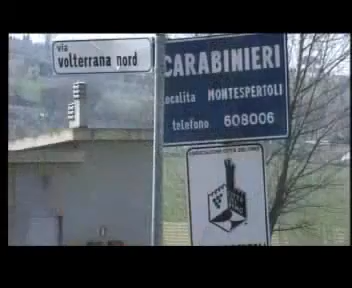 via
volterrana nord
CARABINIERI
Località MONTESPERTOLI
telefono 608006